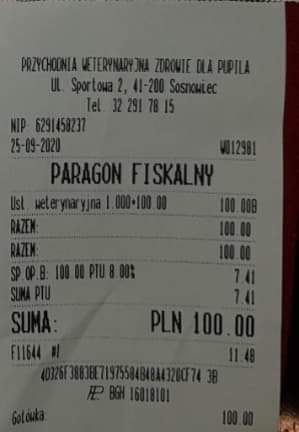 PRZYCHODNIA WETERYNARYJNA ZDROWIE DLA PUPILA
Ul. Sportowa 2, 41-200 Sosnowiec
Tel. 32 291 78 15
NIP: 6291458237
25-09-2020 W012981
PARAGON FISKALNY
Usł. weterynaryjna 1.000*100.00 100.00B
RAZEM: 100.00
RAZEM: 100.00
SP.OP.B: 100.00 PTU 8.00% 7.41
SUMA PTU 7.41
SUMA: PLN 100.00
F11644 #1 11:48
BGH 16010101
Gotówka: 100.00